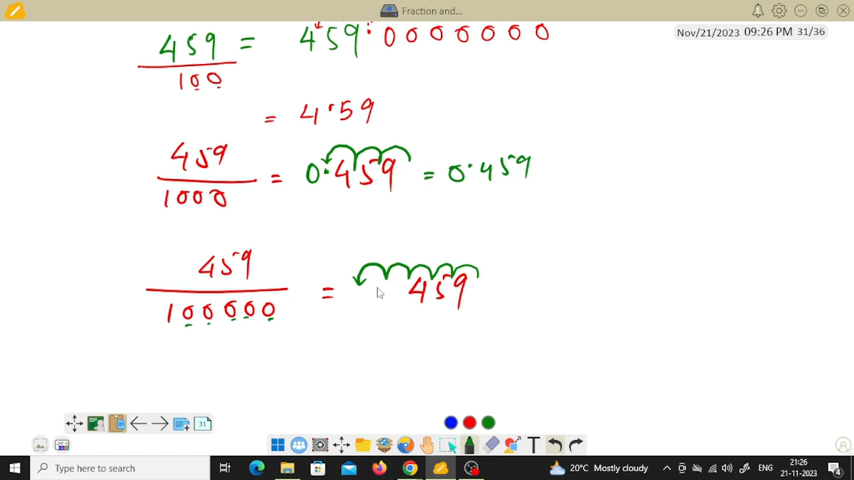 Fraction and...
Nov/21/2023 09:26 PM 31/36
459/100 = 459.0000000
= 4.59
459/1000 = 0.459 = 0.459
459/100000 = 459
31
T
Type here to search
20°C Mostly cloudy
ENG
21:26
21-11-2023
4